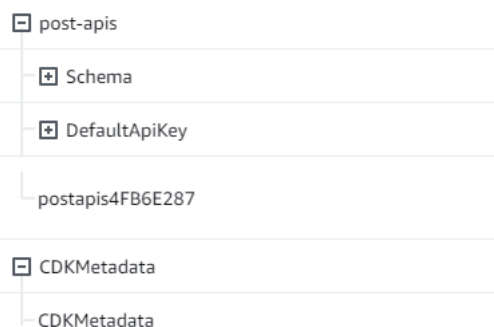 post-apis
Schema
DefaultApiKey
postapis4FB6E287
CDKMetadata
CDKMetadata